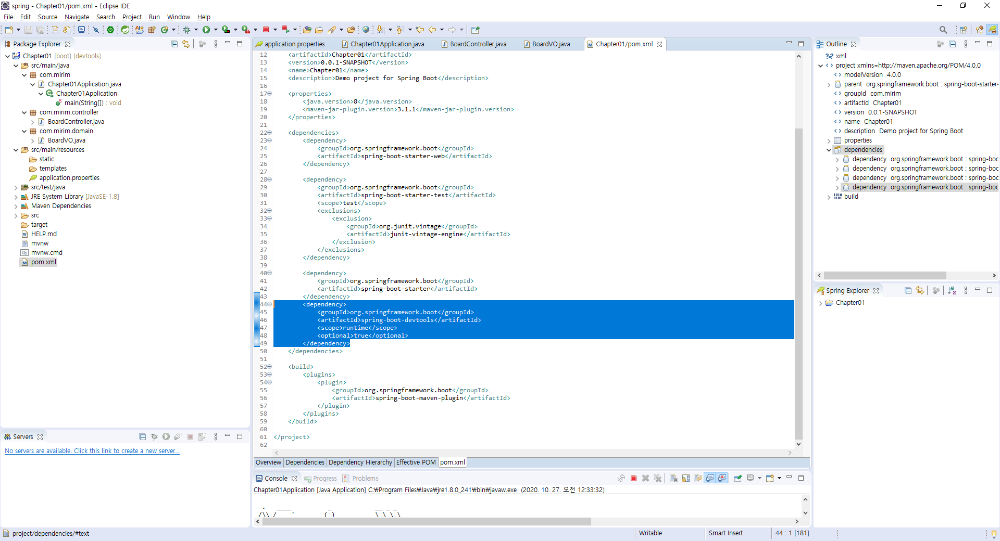 spring - Chapter01/pom.xml - Eclipse IDE
File Edit Source Navigate Search Project Run Window Help
Package Explorer
Chapter01 [boot] [devtools]
src/main/java
com.mirim
Chapter01Application.java
Chapter01Application
main(String[]) : void
com.mirim.controller
BoardController.java
com.mirim.domain
BoardVO.java
src/main/resources
static
templates
application.properties
src/test/java
JRE System Library [JavaSE-1.8]
Maven Dependencies
src
target
HELP.md
mvnw
mvnw.cmd
pom.xml
Servers
No servers are available. Click this link to create a new server...
application.properties Chapter01Application.java BoardController.java BoardVO.java Chapter01/pom.xml
12 <artifactId>Chapter01</artifactId>
13 <version>0.0.1-SNAPSHOT</version>
14 <name>Chapter01</name>
15 <description>Demo project for Spring Boot</description>
16
17 <properties>
18 <java.version>8</java.version>
19 <maven-jar-plugin.version>3.1.1</maven-jar-plugin.version>
20 </properties>
21
22 <dependencies>
23 <dependency>
24 <groupId>org.springframework.boot</groupId>
25 <artifactId>spring-boot-starter-web</artifactId>
26 </dependency>
27
28 <dependency>
29 <groupId>org.springframework.boot</groupId>
30 <artifactId>spring-boot-starter-test</artifactId>
31 <scope>test</scope>
32 <exclusions>
33 <exclusion>
34 <groupId>org.junit.vintage</groupId>
35 <artifactId>junit-vintage-engine</artifactId>
36 </exclusion>
37 </exclusions>
38 </dependency>
39
40 <dependency>
41 <groupId>org.springframework.boot</groupId>
42 <artifactId>spring-boot-starter</artifactId>
43 </dependency>
44 <dependency>
45 <groupId>org.springframework.boot</groupId>
46 <artifactId>spring-boot-devtools</artifactId>
47 <scope>runtime</scope>
48 <optional>true</optional>
49 </dependency>
50 </dependencies>
51
52 <build>
53 <plugins>
54 <plugin>
55 <groupId>org.springframework.boot</groupId>
56 <artifactId>spring-boot-maven-plugin</artifactId>
57 </plugin>
58 </plugins>
59 </build>
60
61 </project>
62
Overview Dependencies Dependency Hierarchy Effective POM pom.xml
Console Progress Problems
Chapter01Application [Java Application] C:₩Program Files₩Java₩jre1.8.0_241₩bin₩javaw.exe (2020. 10. 27. 오전 12:33:32)
Outline
xml
project xmlns=http://maven.apache.org/POM/4.0.0
modelVersion 4.0.0
parent org.springframework.boot : spring-boot-starter-
groupId com.mirim
artifactId Chapter01
version 0.0.1-SNAPSHOT
name Chapter01
description Demo project for Spring Boot
properties
dependencies
dependency org.springframework.boot : spring-boo
dependency org.springframework.boot : spring-boo
dependency org.springframework.boot : spring-boo
dependency org.springframework.boot : spring-boo
build
Spring Explorer
Chapter01
project/dependencies/#text
Writable Smart Insert 44 : 1 [181]